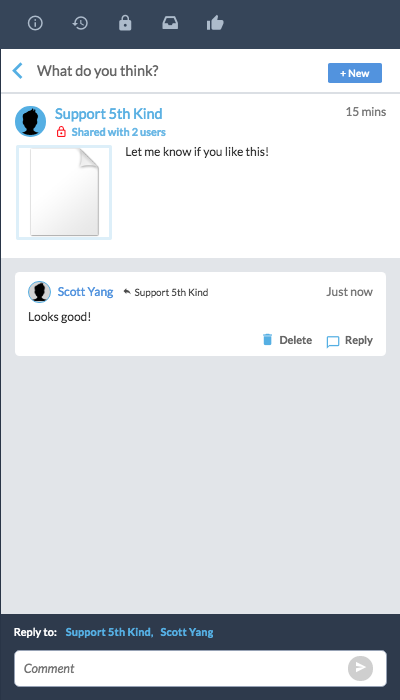 What do you think?
+ New
Support 5th Kind
15 mins
Shared with 2 users
Let me know if you like this!
Scott Yang Support 5th Kind
Just now
Looks good!
Delete Reply
Reply to: Support 5th Kind, Scott Yang
Comment